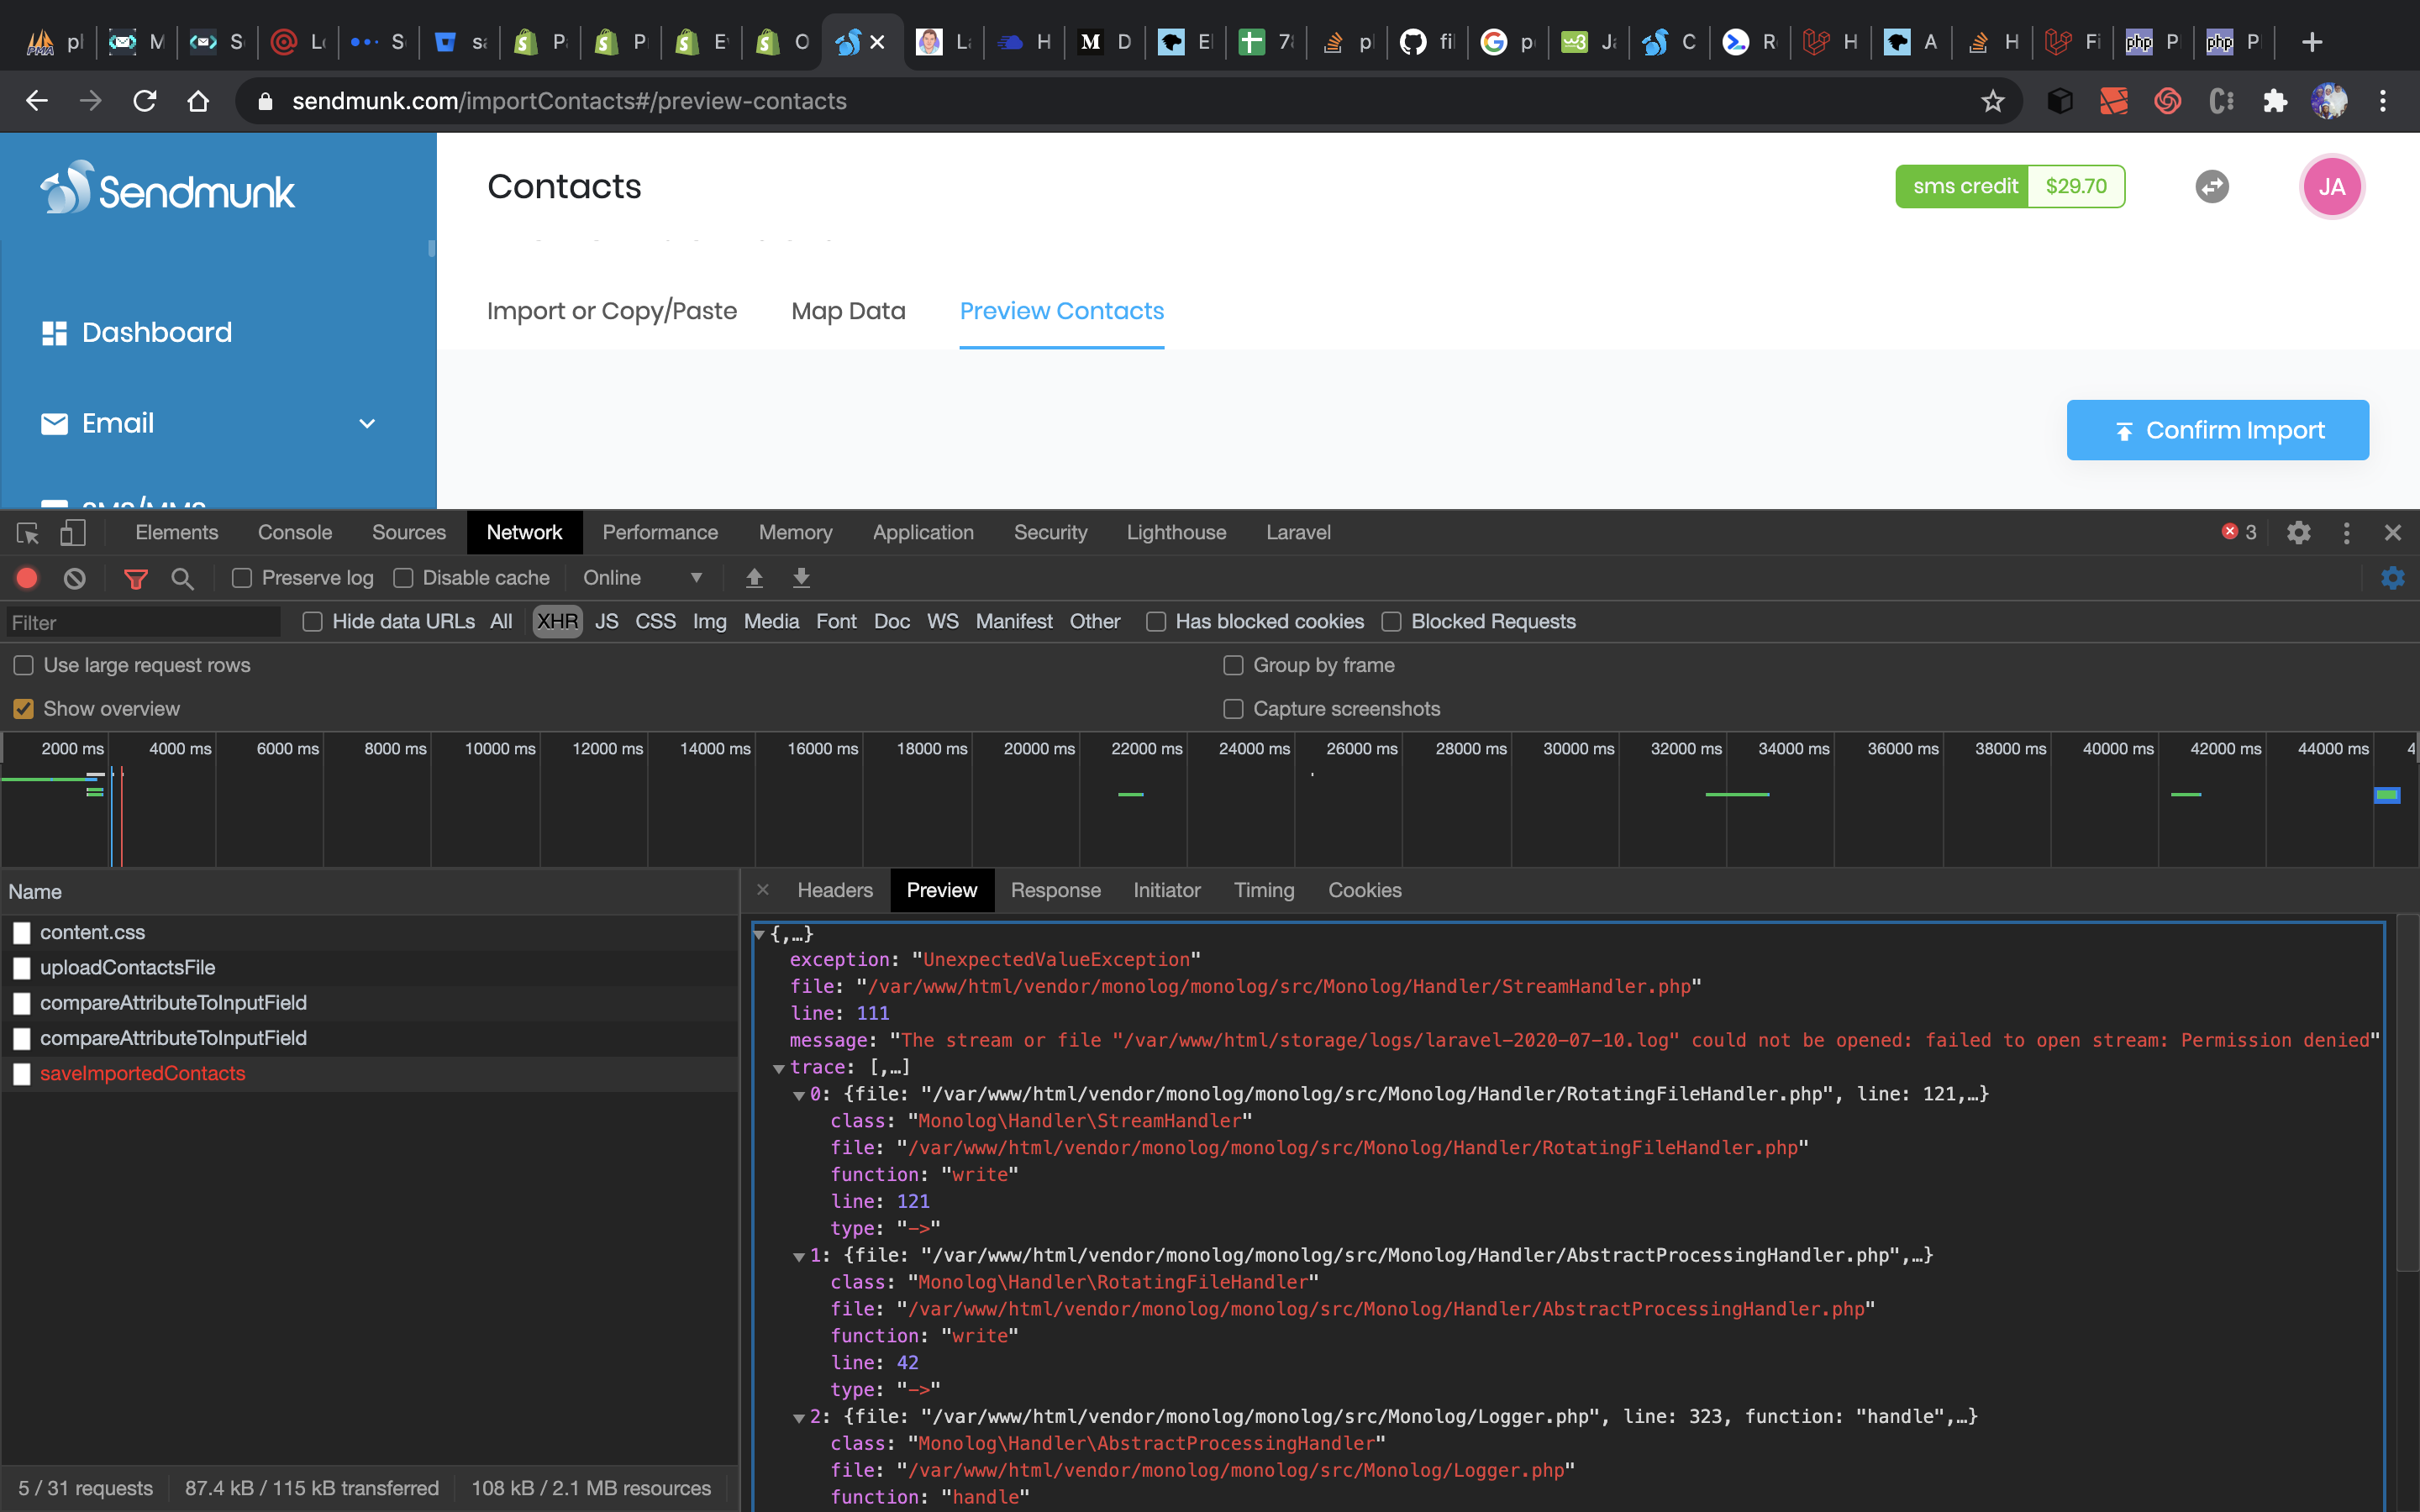 pl M S L S sa P P E O L H M D E 7 pl fil p J C R H A H Fi P P
sendmunk.com/importContacts#/preview-contacts
Sendmunk
Contacts
sms credit $29.70
JA
Import or Copy/Paste Map Data Preview Contacts
Dashboard
Email
Confirm Import
SMS/MMS
Elements Console Sources Network Performance Memory Application Security Lighthouse Laravel 3
Preserve log Disable cache Online
Filter Hide data URLs All XHR JS CSS Img Media Font Doc WS Manifest Other Has blocked cookies Blocked Requests
Use large request rows Group by frame
Show overview Capture screenshots
2000 ms 4000 ms 6000 ms 8000 ms 10000 ms 12000 ms 14000 ms 16000 ms 18000 ms 20000 ms 22000 ms 24000 ms 26000 ms 28000 ms 30000 ms 32000 ms 34000 ms 36000 ms 38000 ms 40000 ms 42000 ms 44000 ms 4
Name
Headers Preview Response Initiator Timing Cookies
content.css
uploadContactsFile
compareAttributeToInputField
compareAttributeToInputField
saveImportedContacts
{,…}
exception: "UnexpectedValueException"
file: "/var/www/html/vendor/monolog/monolog/src/Monolog/Handler/StreamHandler.php"
line: 111
message: "The stream or file "/var/www/html/storage/logs/laravel-2020-07-10.log" could not be opened: failed to open stream: Permission denied"
trace: [,…]
0: {file: "/var/www/html/vendor/monolog/monolog/src/Monolog/Handler/RotatingFileHandler.php", line: 121,…}
class: "Monolog\Handler\StreamHandler"
file: "/var/www/html/vendor/monolog/monolog/src/Monolog/Handler/RotatingFileHandler.php"
function: "write"
line: 121
type: "->"
1: {file: "/var/www/html/vendor/monolog/monolog/src/Monolog/Handler/AbstractProcessingHandler.php",…}
class: "Monolog\Handler\RotatingFileHandler"
file: "/var/www/html/vendor/monolog/monolog/src/Monolog/Handler/AbstractProcessingHandler.php"
function: "write"
line: 42
type: "->"
2: {file: "/var/www/html/vendor/monolog/monolog/src/Monolog/Logger.php", line: 323, function: "handle",…}
class: "Monolog\Handler\AbstractProcessingHandler"
file: "/var/www/html/vendor/monolog/monolog/src/Monolog/Logger.php"
function: "handle"
5 / 31 requests 87.4 kB / 115 kB transferred 108 kB / 2.1 MB resources